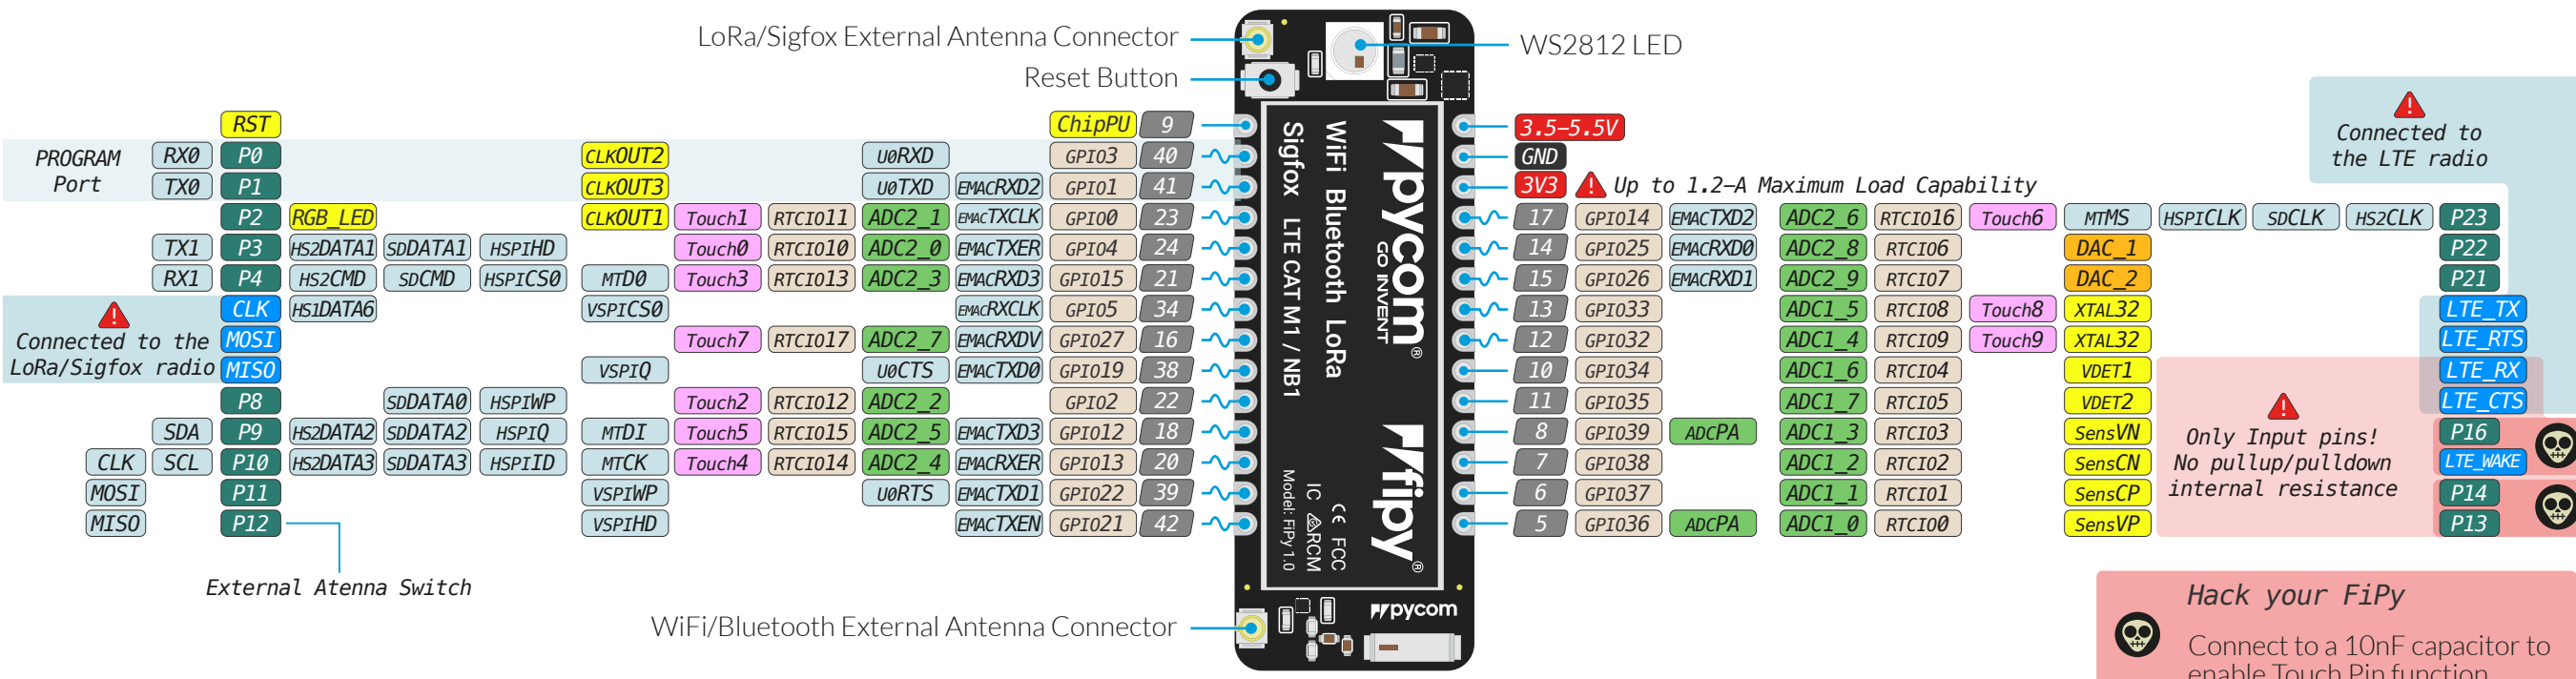 LoRa/Sigfox External Antenna Connector
WS2812 LED
Reset Button
RST ChipPU 9 3.5–5.5V
PROGRAM Port
RX0 P0 CLKOUT2 U0RXD GPIO3 40 GND
TX0 P1 CLKOUT3 U0TXD EMACRXD2 GPIO1 41 3V3 Up to 1.2–A Maximum Load Capability
P2 RGB_LED CLKOUT1 Touch1 RTCIO11 ADC2_1 EMACTXCLK GPIO0 23 17 GPIO14 EMACTXD2 ADC2_6 RTCIO16 Touch6 MTMS HSPICLK SDCLK HS2CLK P23
TX1 P3 HS2DATA1 SDDATA1 HSPIHD Touch0 RTCIO10 ADC2_0 EMACTXER GPIO4 24 14 GPIO25 EMACRXD0 ADC2_8 RTCIO6 DAC_1 P22
RX1 P4 HS2CMD SDCMD HSPICS0 MTDO Touch3 RTCIO13 ADC2_3 EMACRXD3 GPIO15 21 15 GPIO26 EMACRXD1 ADC2_9 RTCIO7 DAC_2 P21
CLK HS1DATA6 VSPICS0 EMACRXCLK GPIO5 34 13 GPIO33 ADC1_5 RTCIO8 Touch8 XTAL32 LTE_TX
MOSI Touch7 RTCIO17 ADC2_7 EMACRXDV GPIO27 16 12 GPIO32 ADC1_4 RTCIO9 Touch9 XTAL32 LTE_RTS
MISO VSPIQ U0CTS EMACTXD0 GPIO19 38 10 GPIO34 ADC1_6 RTCIO4 VDET1 LTE_RX
P8 SDDATA0 HSPIWP Touch2 RTCIO12 ADC2_2 GPIO2 22 11 GPIO35 ADC1_7 RTCIO5 VDET2 LTE_CTS
SDA P9 HS2DATA2 SDDATA2 HSPIQ MTDI Touch5 RTCIO15 ADC2_5 EMACTXD3 GPIO12 18 8 GPIO39 ADCPA ADC1_3 RTCIO3 SensVN P16
CLK SCL P10 HS2DATA3 SDDATA3 HSPIID MTCK Touch4 RTCIO14 ADC2_4 EMACRXER GPIO13 20 7 GPIO38 ADC1_2 RTCIO2 SensCN LTE_WAKE
MOSI P11 VSPIWP U0RTS EMACTXD1 GPIO22 39 6 GPIO37 ADC1_1 RTCIO1 SensCP P14
MISO P12 VSPIHD EMACTXEN GPIO21 42 5 GPIO36 ADCPA ADC1_0 RTCIO0 SensVP P13
Connected to the
LoRa/Sigfox radio
Connected to
the LTE radio
Only Input pins!
No pullup/pulldown
internal resistance
External Atenna Switch
WiFi/Bluetooth External Antenna Connector
WiFi Bluetooth LoRa
Sigfox LTE CAT M1 / NB1
pycom®
GO INVENT
fipy®
CE FCC
IC RCM
Model: FiPy 1.0
pycom
Hack your FiPy
Connect to a 10nF capacitor to
enable Touch Pin function